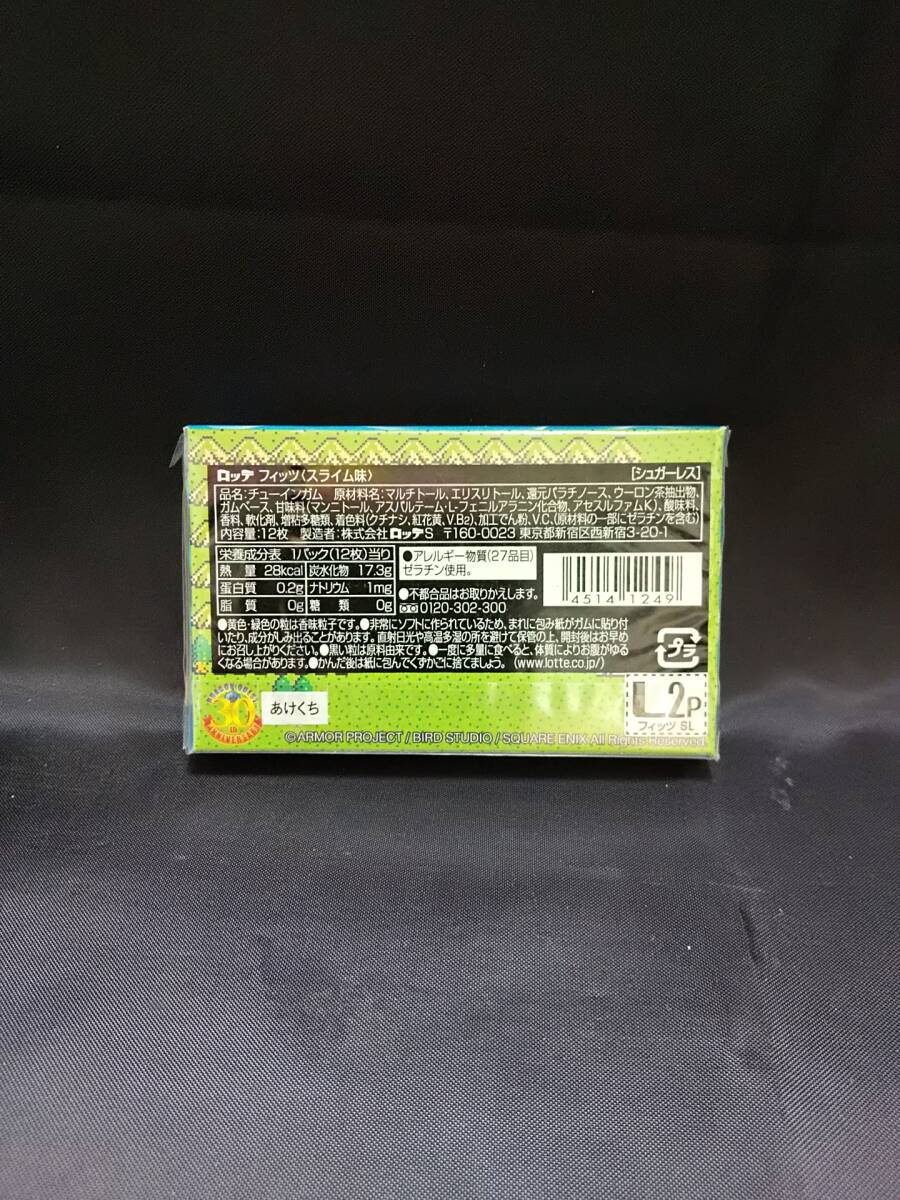 ロッテ フィッツ〈スライム味〉 [シュガーレス]
品名:チューインガム 原材料名:マルチトール、エリスリトール、還元パラチノース、ウーロン茶抽出物、
ガムベース、甘味料(マンニトール、アスパルテーム・L-フェニルアラニン化合物、アセスルファムK)、酸味料、
香料、軟化剤、増粘多糖類、着色料(クチナシ、紅花黄、V.B2)、加工でん粉、V.C、(原材料の一部にゼラチンを含む)
内容量:12枚 製造者:株式会社ロッテS 〒160-0023 東京都新宿区西新宿3-20-1
栄養成分表 1パック(12枚)当り
熱量 28kcal 炭水化物 17.3g
蛋白質 0.2g ナトリウム 1mg
脂質 0g 糖類 0g
●アレルギー物質(27品目)
ゼラチン使用。
●不都合品はお取りかえします。
0120-302-300
4514 1249
●黄色・緑色の粒は香味粒子です。●非常にソフトに作られているため、まれに包み紙がガムに貼り付
いたり、成分がしみ出ることがあります。直射日光や高温多湿の所を避けて保管の上、開封後はお早め
にお召し上がりください。●黒い粒は原料由来です。●一度に多量に食べると、体質によりお腹がゆる
くなる場合があります。●かんだ後は紙に包んでくずかごに捨てましょう。(www.lotte.co.jp/)
プラ
DRAGON QUEST
30th
ANNIVERSARY
あけくち
L 2P
フィッツ SL
©ARMOR PROJECT / BIRD STUDIO / SQUARE ENIX All Rights Reserved.